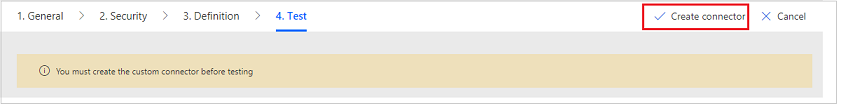 1. General > 2. Security > 3. Definition > 4. Test Create connector Cancel
You must create the custom connector before testing